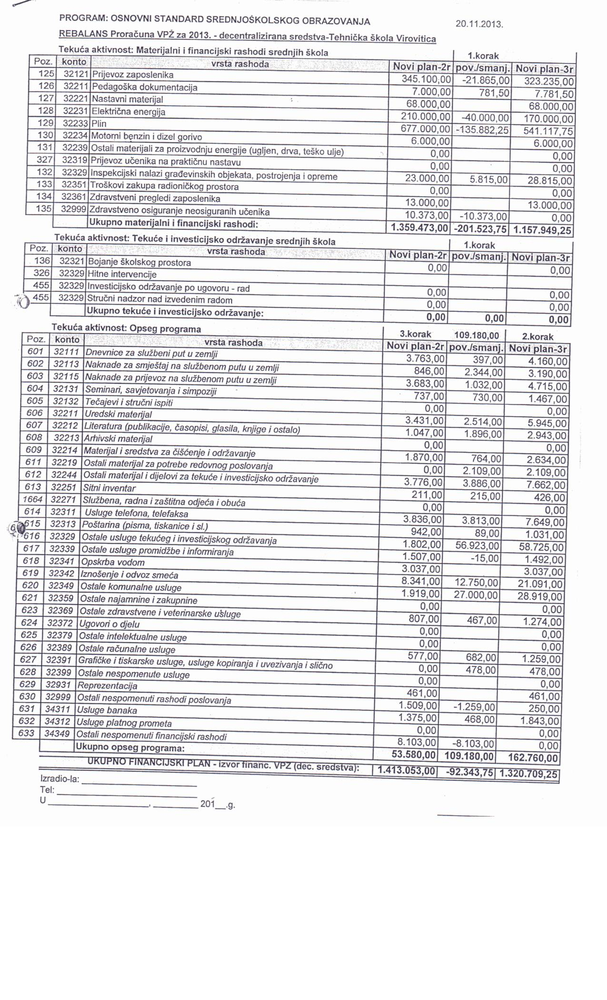 PROGRAM: OSNOVNI STANDARD SREDNJOŠKOLSKOG OBRAZOVANJA 20.11.2013.
REBALANS Proračuna VPŽ za 2013. - decentralizirana sredstva-Tehnička škola Virovitica
Tekuća aktivnost: Materijalni i financijski rashodi srednjih škola 1.korak
Poz. konto vrsta rashoda Novi plan-2r pov./smanj. Novi plan-3r
125 32121 Prijevoz zaposlenika 345.100,00 -21.865,00 323.235,00
126 32211 Pedagoška dokumentacija 7.000,00 781,50 7.781,50
127 32221 Nastavni materijal 68.000,00 68.000,00
128 32231 Električna energija 210.000,00 -40.000,00 170.000,00
129 32233 Plin 677.000,00 -135.882,25 541.117,75
130 32234 Motorni benzin i dizel gorivo 6.000,00 6.000,00
131 32239 Ostali materijali za proizvodnju energije (ugljen, drva, teško ulje) 0,00 0,00
327 32319 Prijevoz učenika na praktičnu nastavu 0,00 0,00
132 32329 Inspekcijski nalazi građevinskih objekata, postrojenja i opreme 23.000,00 5.815,00 28.815,00
133 32351 Troškovi zakupa radioničkog prostora 0,00 0,00
134 32361 Zdravstveni pregledi zaposlenika 13.000,00 13.000,00
135 32999 Zdravstveno osiguranje neosiguranih učenika 10.373,00 -10.373,00 0,00
Ukupno materijalni i financijski rashodi: 1.359.473,00 -201.523,75 1.157.949,25
Tekuća aktivnost: Tekuće i investicijsko održavanje srednjih škola 1.korak
Poz. konto vrsta rashoda Novi plan-2r pov./smanj. Novi plan-3r
136 32321 Bojanje školskog prostora 0,00 0,00
326 32329 Hitne intervencije
455 32329 Investicijsko održavanje po ugovoru - rad 0,00 0,00
455 32329 Stručni nadzor nad izvedenim radom 0,00 0,00
Ukupno tekuće i investicijsko održavanje: 0,00 0,00 0,00
Tekuća aktivnost: Opseg programa 3.korak 109.180,00 2.korak
Poz. konto vrsta rashoda Novi plan-2r pov./smanj. Novi plan-3r
601 32111 Dnevnice za službeni put u zemlji 3.763,00 397,00 4.160,00
602 32113 Naknade za smještaj na službenom putu u zemlji 846,00 2.344,00 3.190,00
603 32115 Naknade za prijevoz na službenom putu u zemlji 3.683,00 1.032,00 4.715,00
604 32131 Seminari, savjetovanja i simpoziji 737,00 730,00 1.467,00
605 32132 Tečajevi i stručni ispiti 0,00 0,00
606 32211 Uredski materijal 3.431,00 2.514,00 5.945,00
607 32212 Literatura (publikacije, časopisi, glasila, knjige i ostalo) 1.047,00 1.896,00 2.943,00
608 32213 Arhivski materijal 0,00 0,00
609 32214 Materijal i sredstva za čišćenje i održavanje 1.870,00 764,00 2.634,00
611 32219 Ostali materijal za potrebe redovnog poslovanja 0,00 2.109,00 2.109,00
612 32244 Ostali materijal i dijelovi za tekuće i investicijsko održavanje 3.776,00 3.886,00 7.662,00
613 32251 Sitni inventar 211,00 215,00 426,00
1664 32271 Službena, radna i zaštitna odjeća i obuća 0,00 0,00
614 32311 Usluge telefona, telefaksa 3.836,00 3.813,00 7.649,00
615 32313 Poštarina (pisma, tiskanice i sl.) 942,00 89,00 1.031,00
616 32329 Ostale usluge tekućeg i investicijskog održavanja 1.802,00 56.923,00 58.725,00
617 32339 Ostale usluge promidžbe i informiranja 1.507,00 -15,00 1.492,00
618 32341 Opskrba vodom 3.037,00 3.037,00
619 32342 Iznošenje i odvoz smeća 8.341,00 12.750,00 21.091,00
620 32349 Ostale komunalne usluge 1.919,00 27.000,00 28.919,00
621 32359 Ostale najamnine i zakupnine 0,00 0,00
623 32369 Ostale zdravstvene i veterinarske usluge 807,00 467,00 1.274,00
624 32372 Ugovori o djelu 0,00 0,00
625 32379 Ostale intelektualne usluge 0,00 0,00
626 32389 Ostale računalne usluge 577,00 682,00 1.259,00
627 32391 Grafičke i tiskarske usluge, usluge kopiranja i uvezivanja i slično 0,00 478,00 478,00
628 32399 Ostale nespomenute usluge 0,00 0,00
629 32931 Reprezentacija 461,00 461,00
630 32999 Ostali nespomenuti rashodi poslovanja 1.509,00 -1.259,00 250,00
631 34311 Usluge banaka 1.375,00 468,00 1.843,00
632 34312 Usluge platnog prometa 0,00 0,00
633 34349 Ostali nespomenuti financijski rashodi 8.103,00 -8.103,00 0,00
Ukupno opseg programa: 53.580,00 109.180,00 162.760,00
UKUPNO FINANCIJSKI PLAN - izvor financ. VPŽ (dec. sredstva): 1.413.053,00 -92.343,75 1.320.709,25
Izradio-la: ____________________
Tel: ____________________
U ____________________, ________ 201__.g.